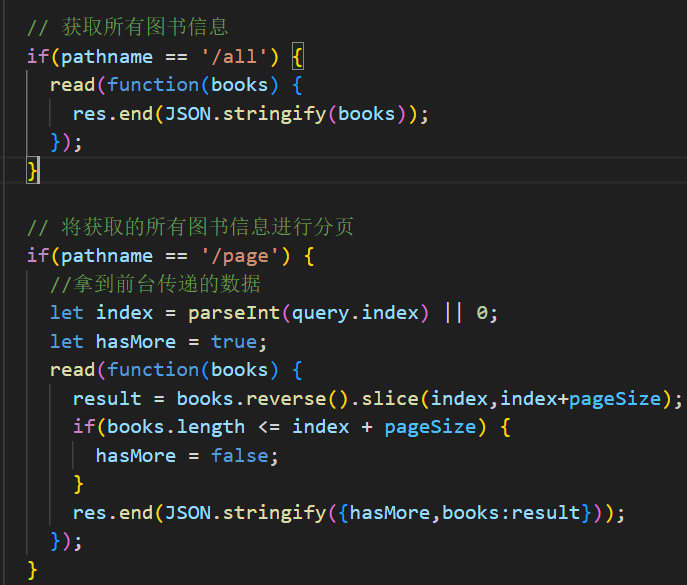 // 获取所有图书信息
if(pathname == '/all') {
read(function(books) {
res.end(JSON.stringify(books));
});
}
// 将获取的所有图书信息进行分页
if(pathname == '/page') {
//拿到前台传递的数据
let index = parseInt(query.index) || 0;
let hasMore = true;
read(function(books) {
result = books.reverse().slice(index,index+pageSize);
if(books.length <= index + pageSize) {
hasMore = false;
}
res.end(JSON.stringify({hasMore,books:result}));
});
}